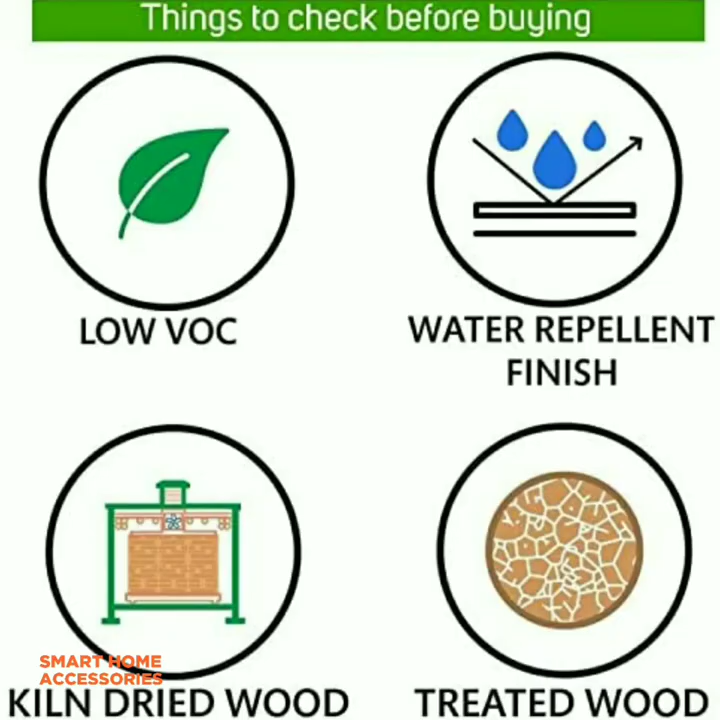 Things to check before buying
LOW VOC
WATER REPELLENT
FINISH
SMART HOME
ACCESSORIES
KILN DRIED WOOD
TREATED WOOD